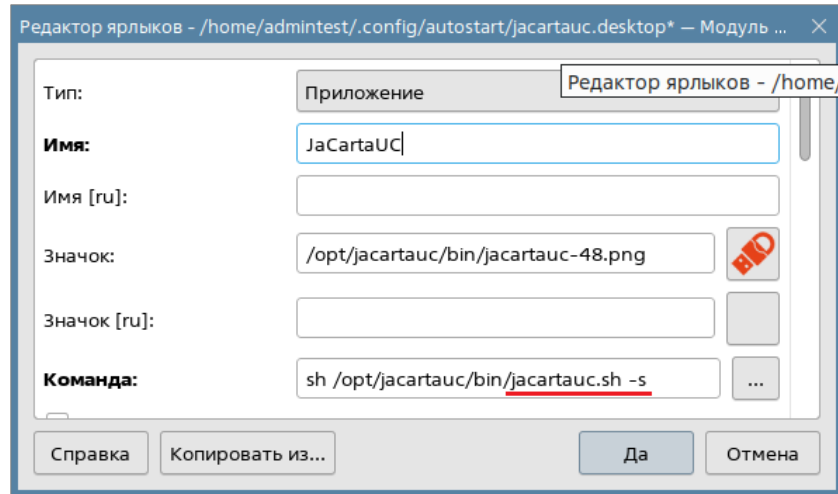 Редактор ярлыков - /home/admintest/.config/autostart/jacartauc.desktop* — Модуль ...
Редактор ярлыков - /home/
Тип:
Приложение
Имя:
JaCartaUC
Имя [ru]:
Значок:
/opt/jacartauc/bin/jacartauc-48.png
Значок [ru]:
Команда:
sh /opt/jacartauc/bin/jacartauc.sh -s
...
Справка
Копировать из...
Да
Отмена